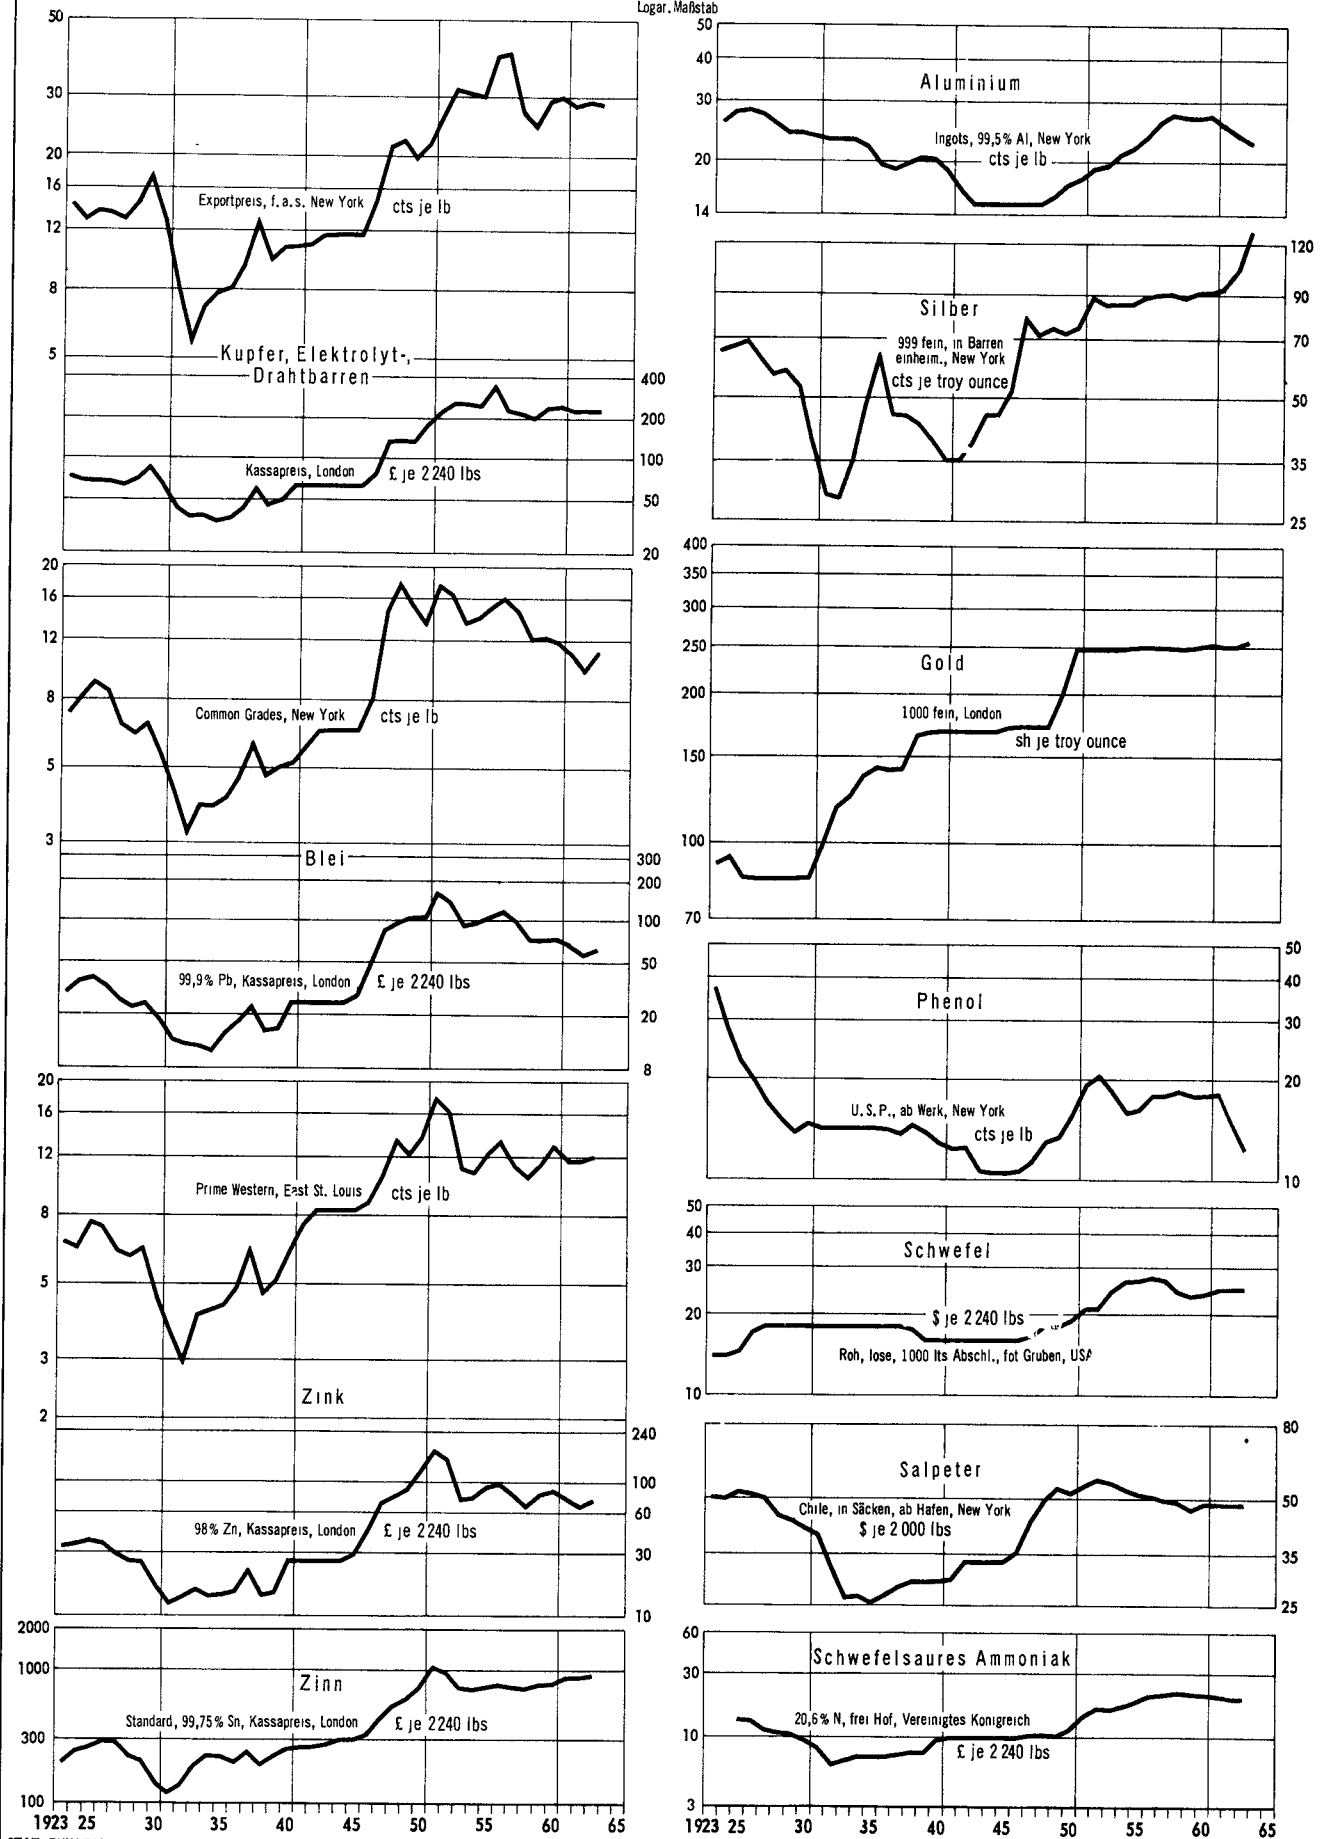 Logar. Maßstab
50
30
20
16
12
8
5
Exportpreis, f.a.s. New York cts je lb
Kupfer, Elektrolyt-,
Drahtbarren
400
200
100
50
20
Kassapreis, London £ je 2240 lbs
20
16
12
8
5
3
Common Grades, New York cts je lb
Blei
300
200
100
50
20
8
99,9% Pb, Kassapreis, London £ je 2240 lbs
20
16
12
8
5
3
2
Prime Western, East St. Louis cts je lb
Zink
240
100
60
30
10
98% Zn, Kassapreis, London £ je 2240 lbs
2000
1000
300
100
Zinn
Standard, 99,75% Sn, Kassapreis, London £ je 2240 lbs
1923 25 30 35 40 45 50 55 60 65
50
40
30
20
14
Aluminium
Ingots, 99,5% Al, New York
cts je lb
120
90
70
50
35
25
Silber
999 fein, in Barren
einheim., New York
cts je troy ounce
400
350
300
250
200
150
100
70
Gold
1000 fein, London
sh je troy ounce
50
40
30
20
10
Phenol
U.S.P., ab Werk, New York
cts je lb
50
40
30
20
10
Schwefel
$ je 2240 lbs
Roh, lose, 1000 lts Abschl., fot Gruben, USA
80
50
35
25
Salpeter
Chile, in Säcken, ab Hafen, New York
$ je 2000 lbs
60
30
10
3
Schwefelsaures Ammoniak
20,6% N, frei Hof, Vereinigtes Konigreich
£ je 2240 lbs
1923 25 30 35 40 45 50 55 60 65